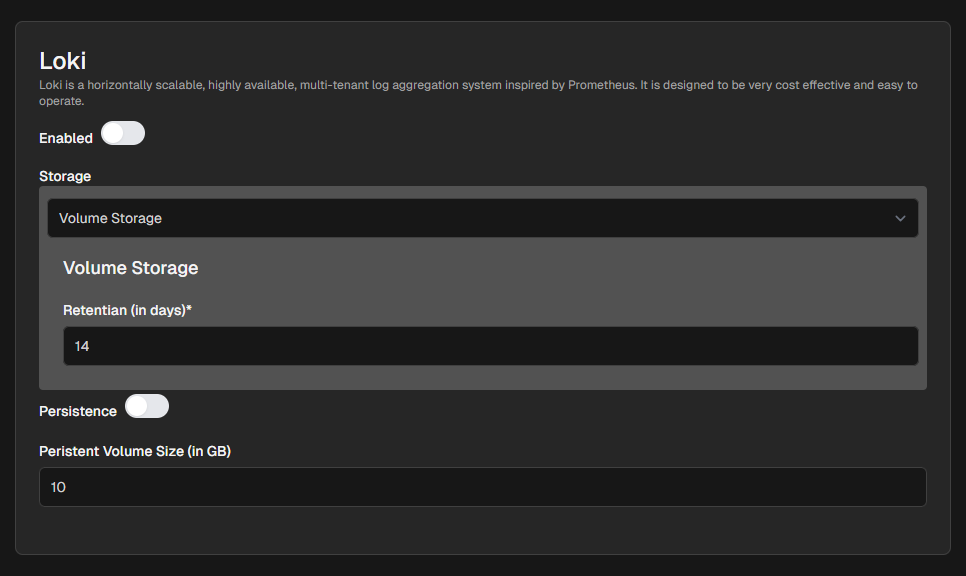 Loki
Loki is a horizontally scalable, highly available, multi-tenant log aggregation system inspired by Prometheus. It is designed to be very cost effective and easy to
operate.
Enabled
Storage
Volume Storage
Volume Storage
Retentian (in days)*
14
Persistence
Peristent Volume Size (in GB)
10